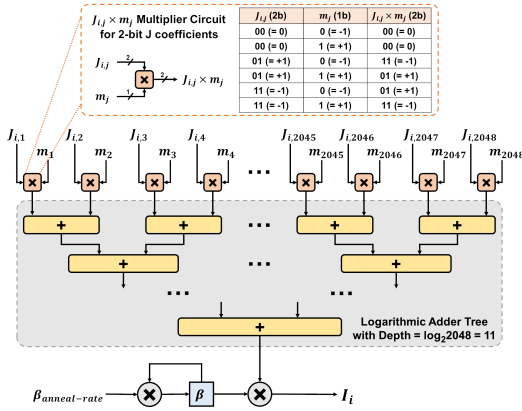 J_{i,j} × m_j Multiplier Circuit
for 2-bit J coefficients
J_{i,j} 2
m_j 1
× 2 J_{i,j} × m_j
J_{i,j} (2b) m_j (1b) J_{i,j} × m_j (2b)
00 (= 0) 0 (= -1) 00 (= 0)
00 (= 0) 1 (= +1) 00 (= 0)
01 (= +1) 0 (= -1) 11 (= -1)
01 (= +1) 1 (= +1) 01 (= +1)
11 (= -1) 0 (= -1) 01 (= +1)
11 (= -1) 1 (= +1) 11 (= -1)
J_{i,1} J_{i,2} J_{i,3} J_{i,4} J_{i,2045} J_{i,2046} J_{i,2047} J_{i,2048}
m_1 m_2 m_3 m_4 ... m_{2045} m_{2046} m_{2047} m_{2048}
× × × × × × × ×
+ + ... + +
+ ... +
... ...
+
Logarithmic Adder Tree
with Depth = log_2 2048 = 11
β_{anneal-rate} × β × I_i